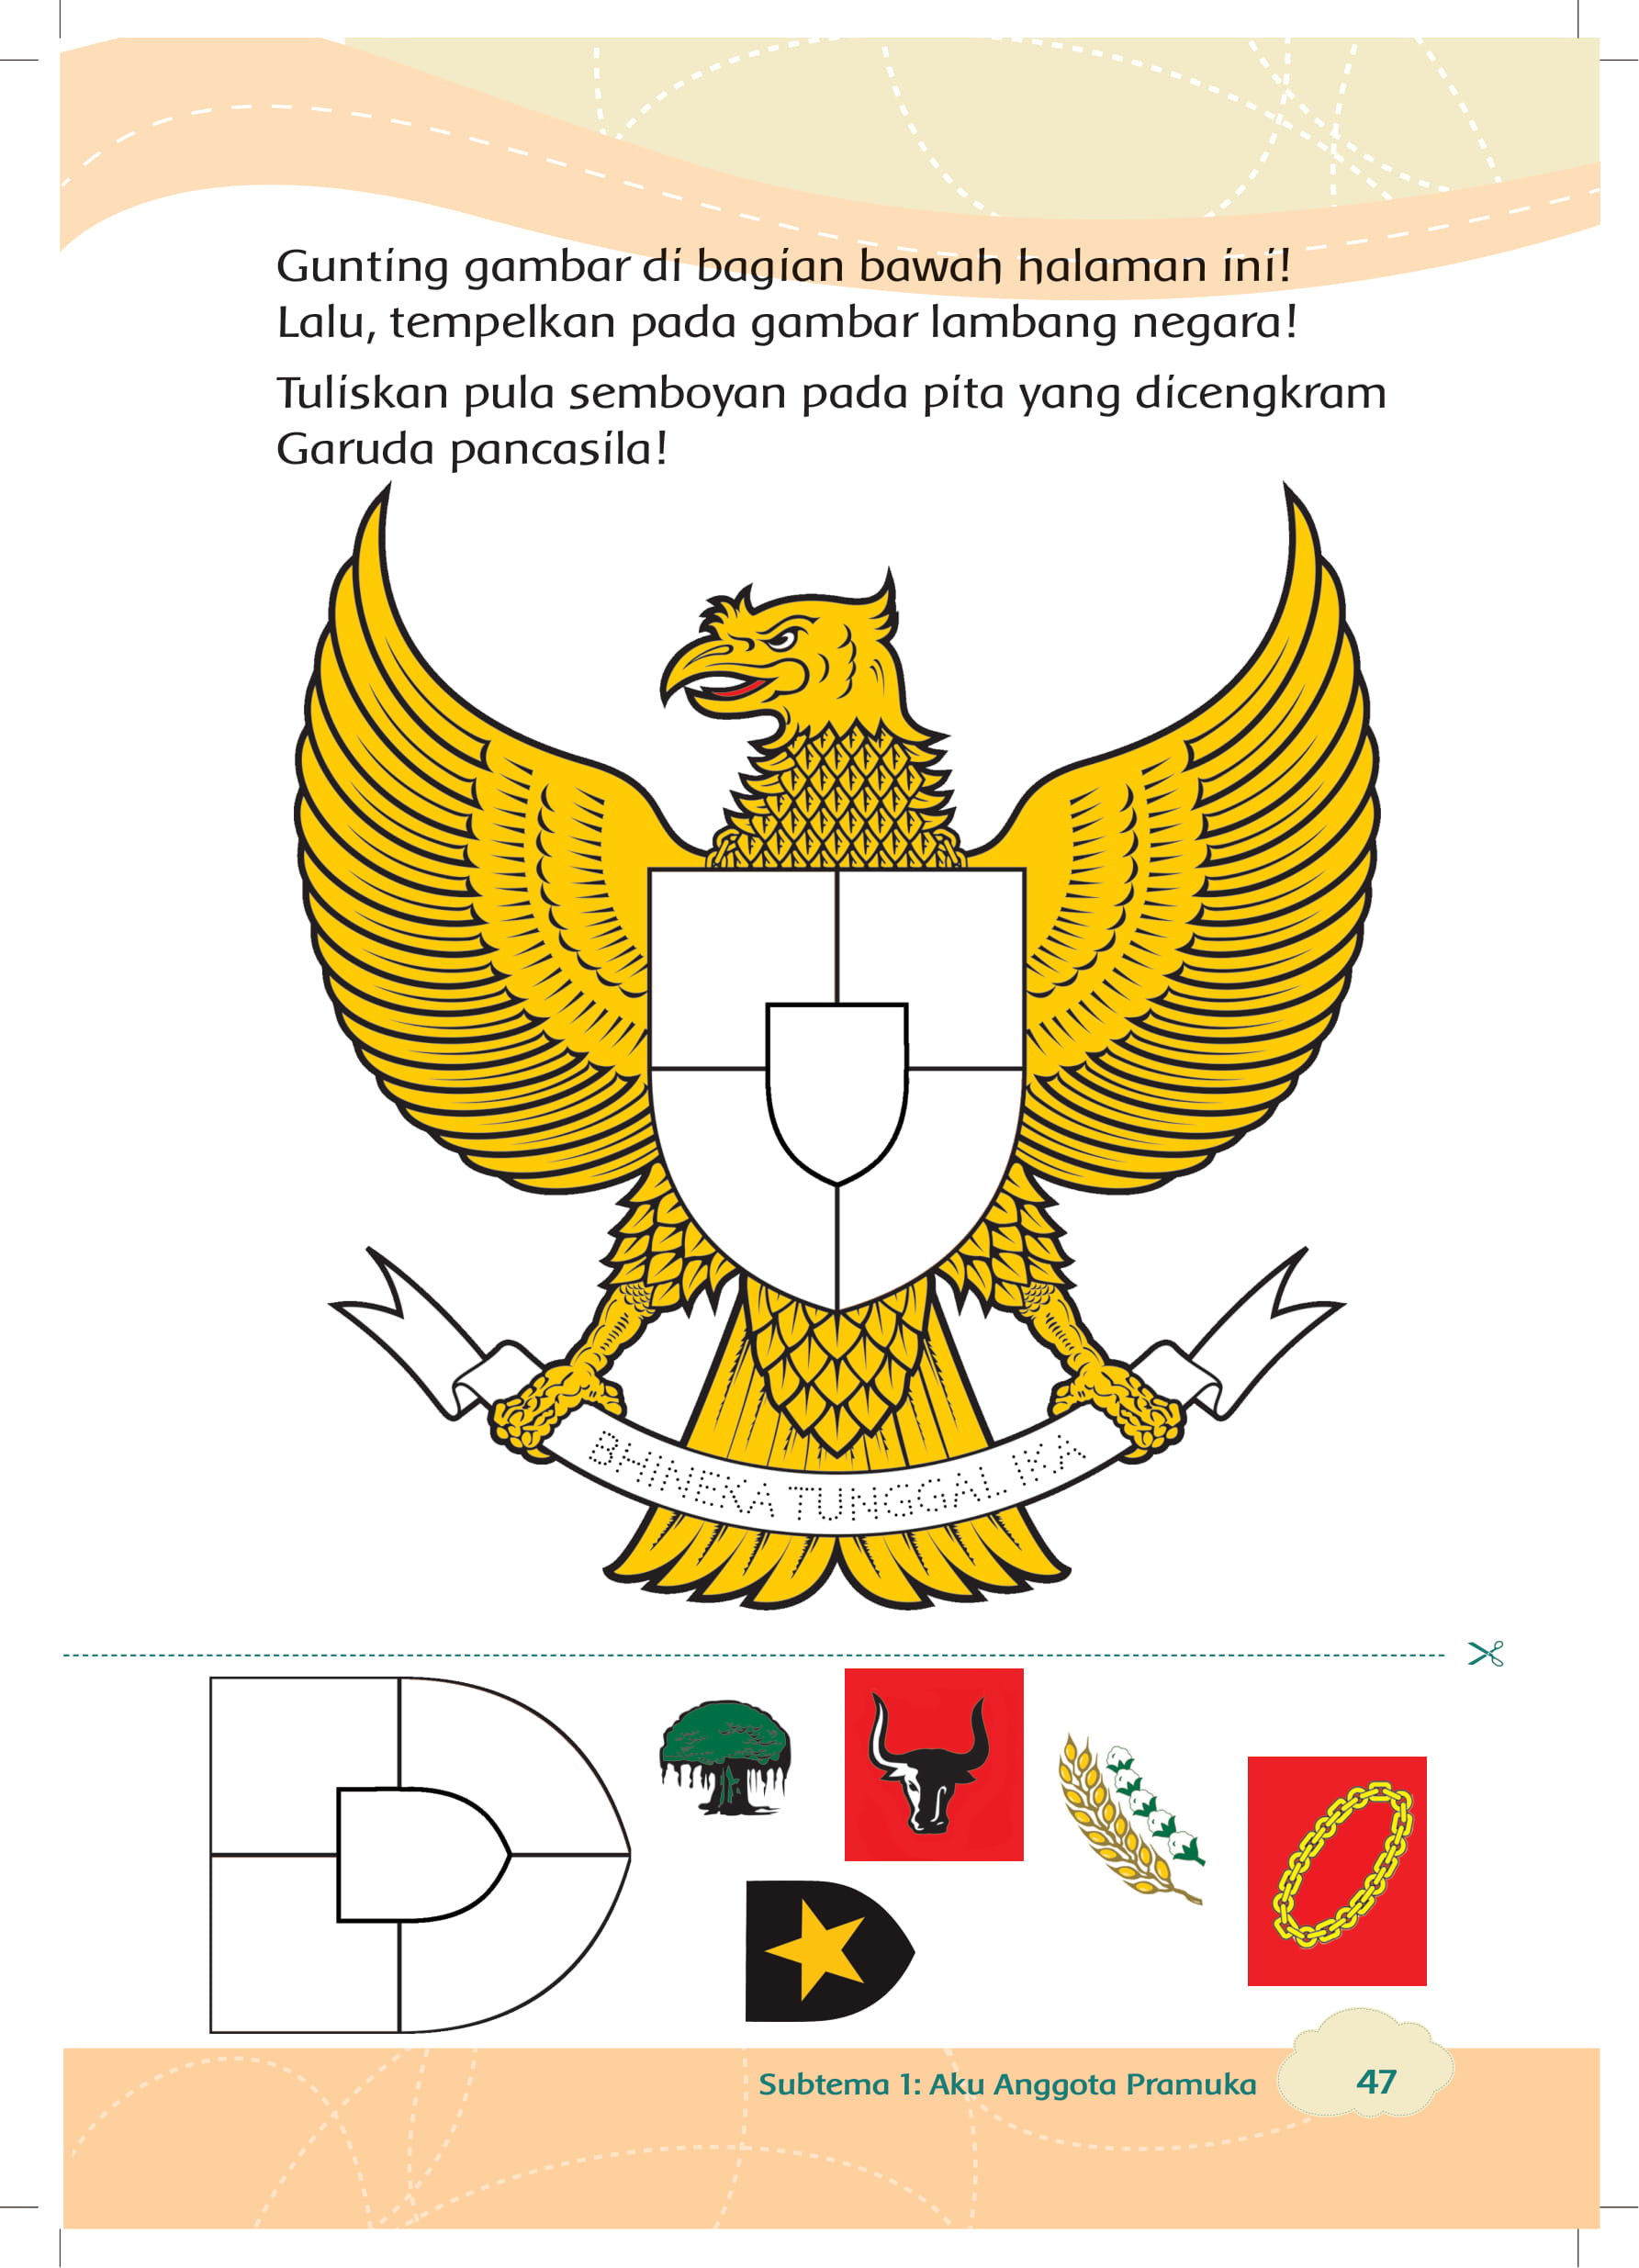 Gunting gambar di bagian bawah halaman ini!
Lalu, tempelkan pada gambar lambang negara!
Tuliskan pula semboyan pada pita yang dicengkram
Garuda pancasila!
BHINEKA TUNGGAL IKA
Subtema 1: Aku Anggota Pramuka
47